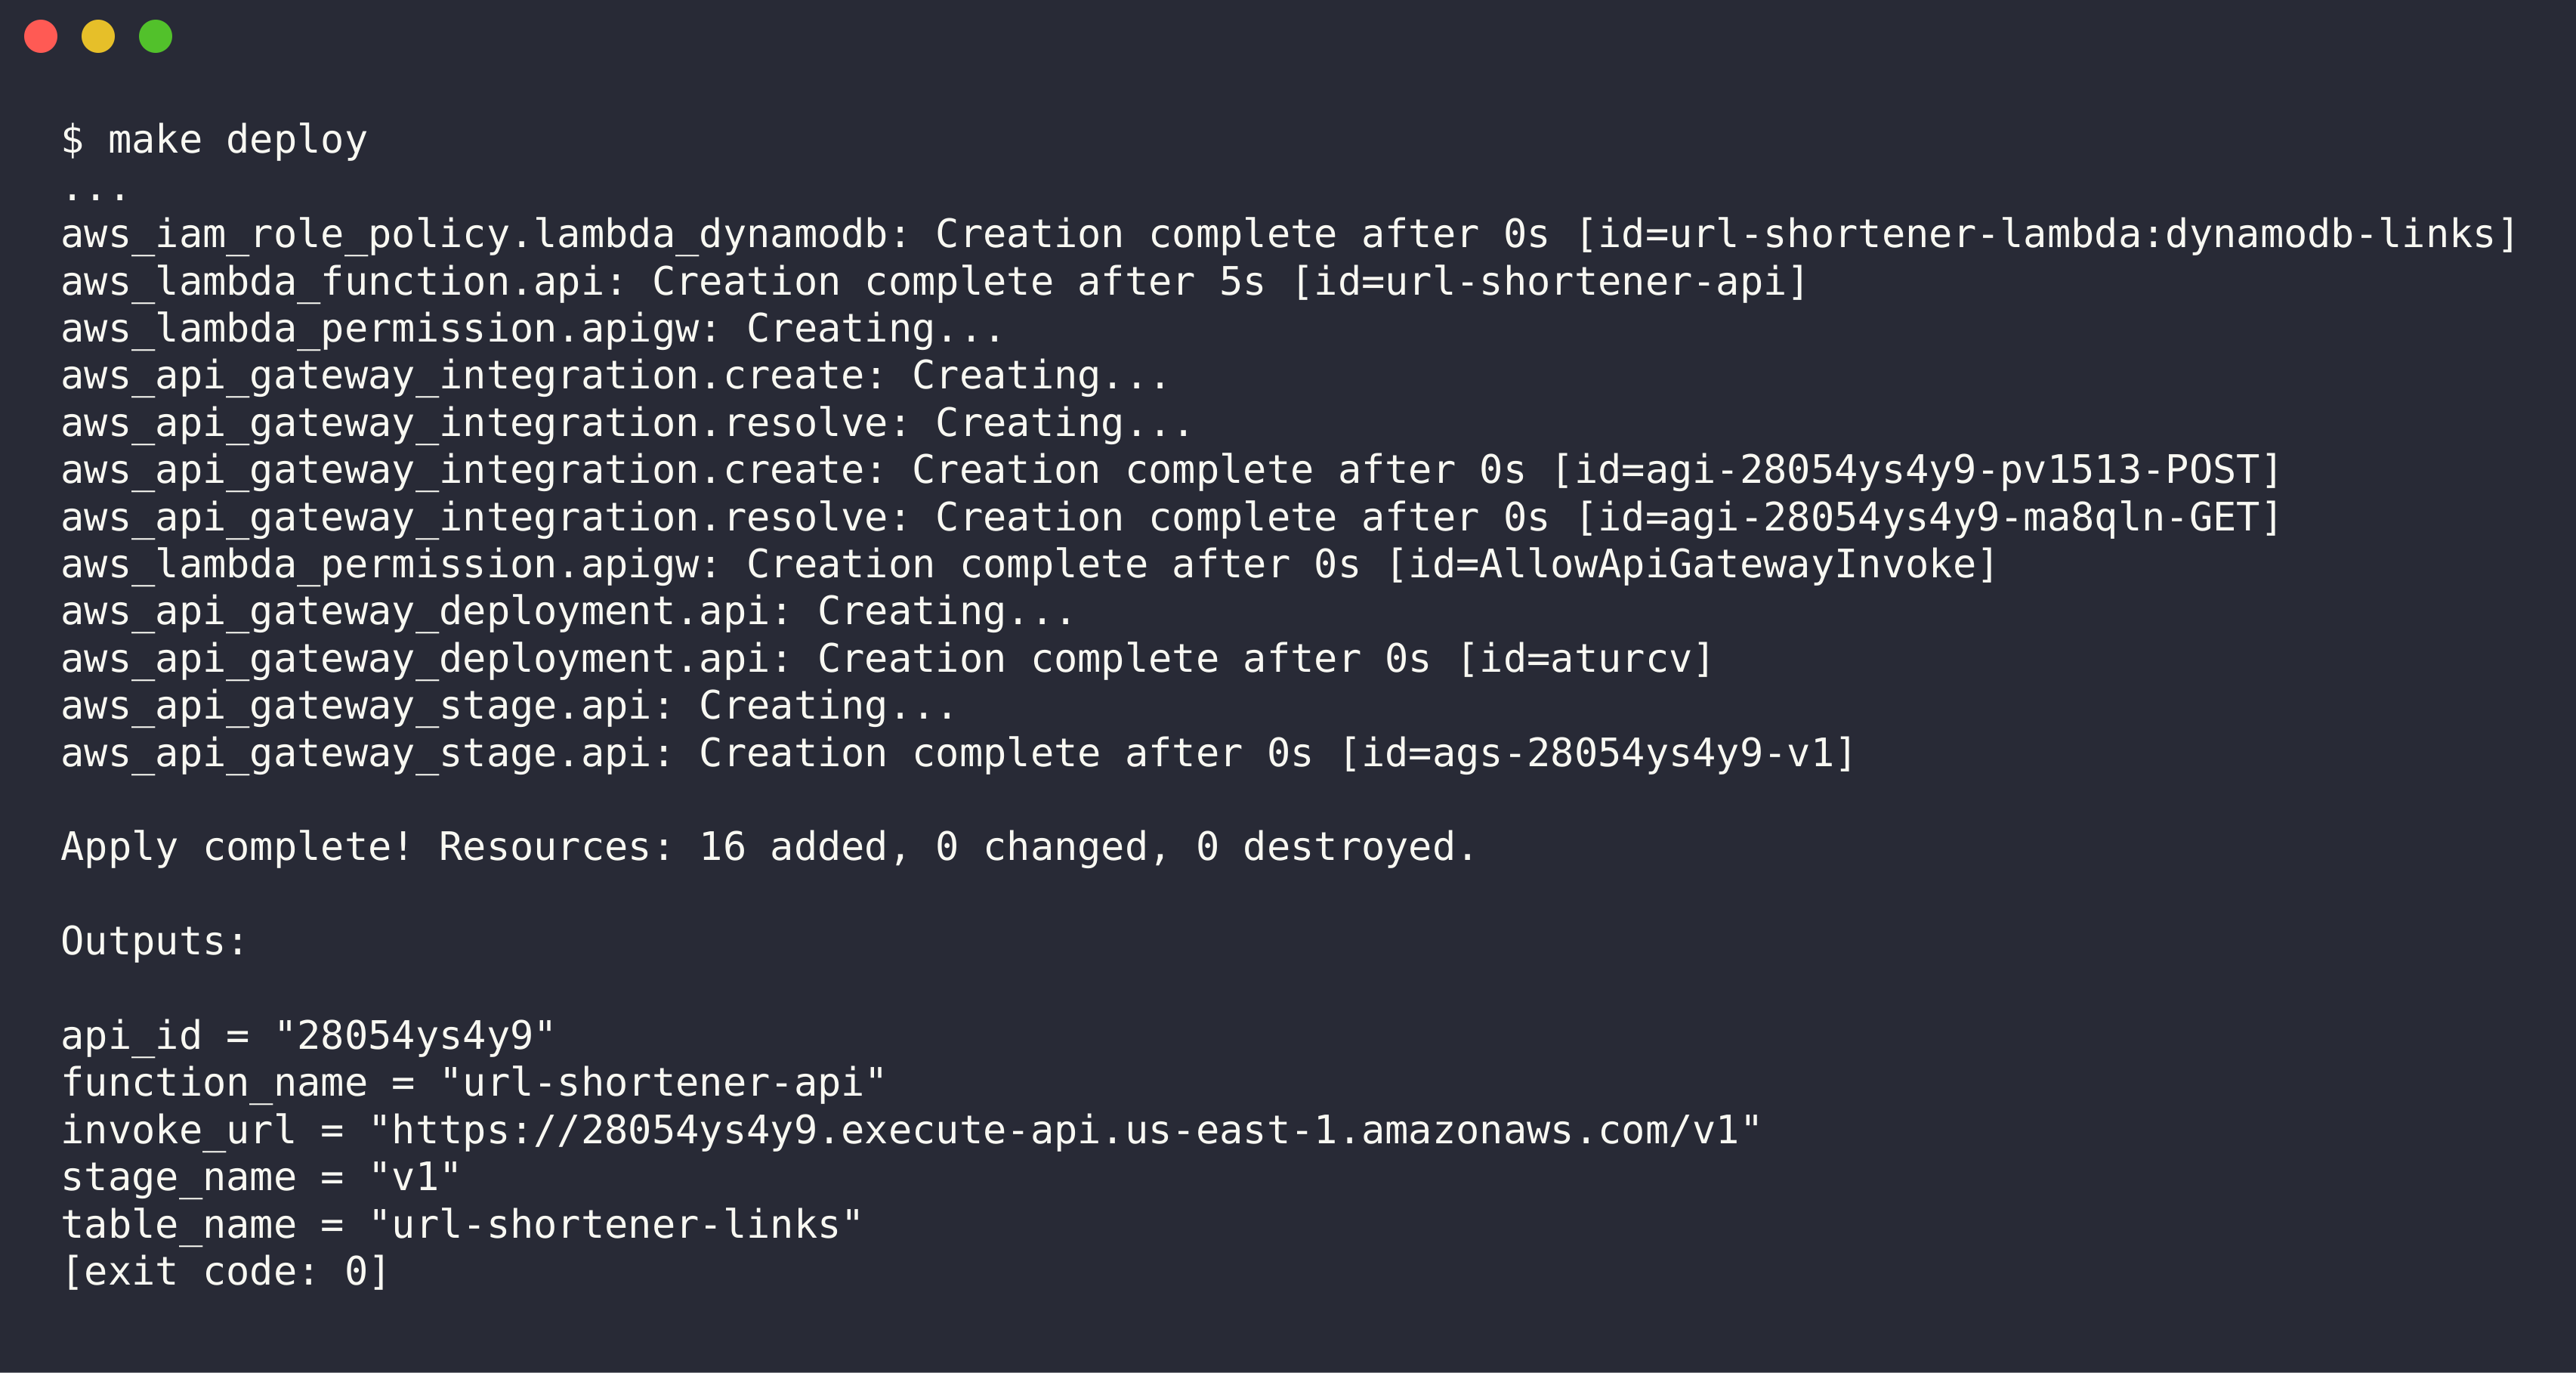 $ make deploy
...
aws_iam_role_policy.lambda_dynamodb: Creation complete after 0s [id=url-shortener-lambda:dynamodb-links]
aws_lambda_function.api: Creation complete after 5s [id=url-shortener-api]
aws_lambda_permission.apigw: Creating...
aws_api_gateway_integration.create: Creating...
aws_api_gateway_integration.resolve: Creating...
aws_api_gateway_integration.create: Creation complete after 0s [id=agi-28054ys4y9-pv1513-POST]
aws_api_gateway_integration.resolve: Creation complete after 0s [id=agi-28054ys4y9-ma8qln-GET]
aws_lambda_permission.apigw: Creation complete after 0s [id=AllowApiGatewayInvoke]
aws_api_gateway_deployment.api: Creating...
aws_api_gateway_deployment.api: Creation complete after 0s [id=aturcv]
aws_api_gateway_stage.api: Creating...
aws_api_gateway_stage.api: Creation complete after 0s [id=ags-28054ys4y9-v1]

Apply complete! Resources: 16 added, 0 changed, 0 destroyed.

Outputs:

api_id = "28054ys4y9"
function_name = "url-shortener-api"
invoke_url = "https://28054ys4y9.execute-api.us-east-1.amazonaws.com/v1"
stage_name = "v1"
table_name = "url-shortener-links"
[exit code: 0]